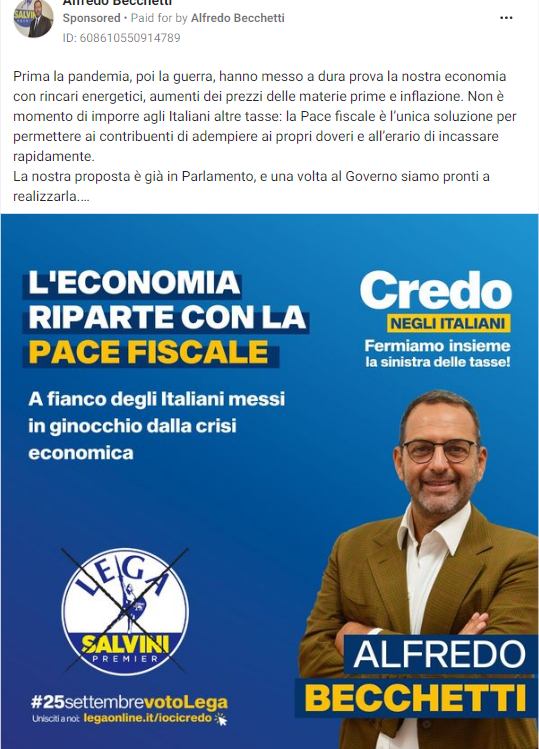 Alfredo Becchetti
Sponsored • Paid for by Alfredo Becchetti
ID: 608610550914789
Prima la pandemia, poi la guerra, hanno messo a dura prova la nostra economia
con rincari energetici, aumenti dei prezzi delle materie prime e inflazione. Non è
momento di imporre agli Italiani altre tasse: la Pace fiscale è l’unica soluzione per
permettere ai contribuenti di adempiere ai propri doveri e all’erario di incassare
rapidamente.
La nostra proposta è già in Parlamento, e una volta al Governo siamo pronti a
realizzarla....
L'ECONOMIA
RIPARTE CON LA
PACE FISCALE
A fianco degli Italiani messi
in ginocchio dalla crisi
economica
Credo
NEGLI ITALIANI
Fermiamo insieme
la sinistra delle tasse!
LEGA
SALVINI
PREMIER
#25settembrevotoLega
Unisciti a noi: legaonline.it/iocicredo
ALFREDO
BECCHETTI